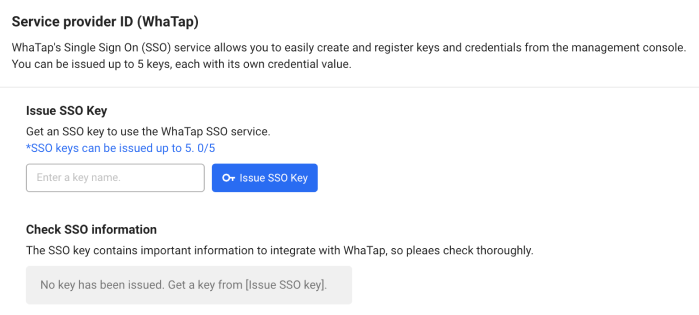 Service provider ID (WhaTap)
WhaTap's Single Sign On (SSO) service allows you to easily create and register keys and credentials from the management console.
You can be issued up to 5 keys, each with its own credential value.
Issue SSO Key
Get an SSO key to use the WhaTap SSO service.
*SSO keys can be issued up to 5. 0/5
Enter a key name.
Issue SSO Key
Check SSO information
The SSO key contains important information to integrate with WhaTap, so pleaes check thoroughly.
No key has been issued. Get a key from [Issue SSO key].